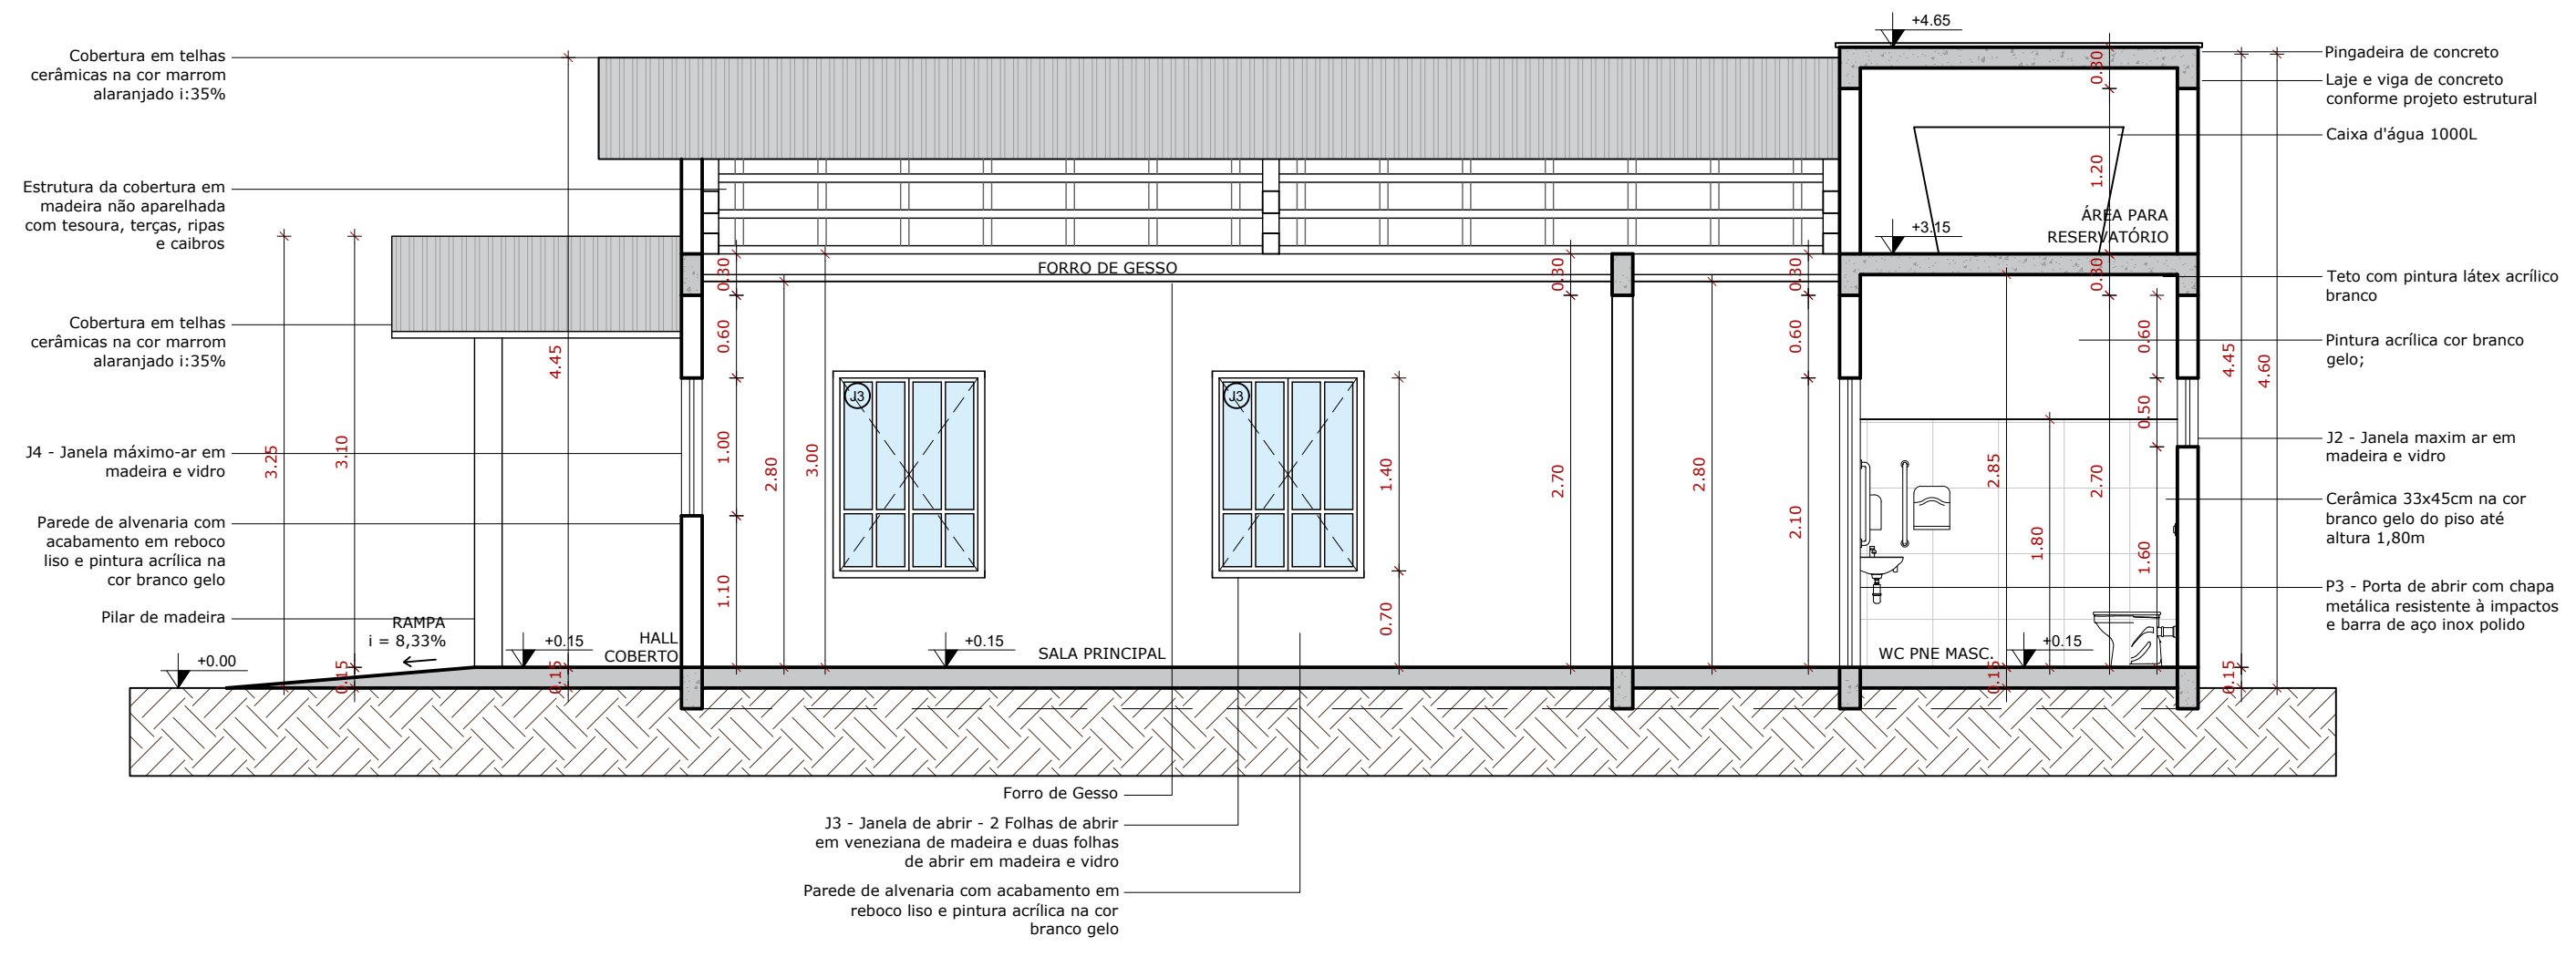 Cobertura em telhas
cerâmicas na cor marrom
alaranjado i:35%
Estrutura da cobertura em
madeira não aparelhada
com tesoura, terças, ripas
e caibros
Cobertura em telhas
cerâmicas na cor marrom
alaranjado i:35%
J4 - Janela máximo-ar em
madeira e vidro
Parede de alvenaria com
acabamento em reboco
liso e pintura acrílica na
cor branco gelo
Pilar de madeira
RAMPA
i = 8,33%
+0.00
3.25
3.10
0.15
4.45
0.15
+0.15
HALL
COBERTO
0.30
0.60
1.00
1.10
2.80
3.00
FORRO DE GESSO
J3
J3
+0.15
SALA PRINCIPAL
1.40
0.70
0.30
2.70
2.80
0.30
0.60
2.10
+4.65
0.30
1.20
ÁREA PARA
RESERVATÓRIO
+3.15
0.30
2.85
0.15
1.80
2.70
0.60
0.50
1.60
WC PNE MASC.
+0.15
4.45
0.15
4.60
Pingadeira de concreto
Laje e viga de concreto
conforme projeto estrutural
Caixa d'água 1000L
Teto com pintura látex acrílico
branco
Pintura acrílica cor branco
gelo;
J2 - Janela maxim ar em
madeira e vidro
Cerâmica 33x45cm na cor
branco gelo do piso até
altura 1,80m
P3 - Porta de abrir com chapa
metálica resistente à impactos
e barra de aço inox polido
Forro de Gesso
J3 - Janela de abrir - 2 Folhas de abrir
em veneziana de madeira e duas folhas
de abrir em madeira e vidro
Parede de alvenaria com acabamento em
reboco liso e pintura acrílica na cor
branco gelo